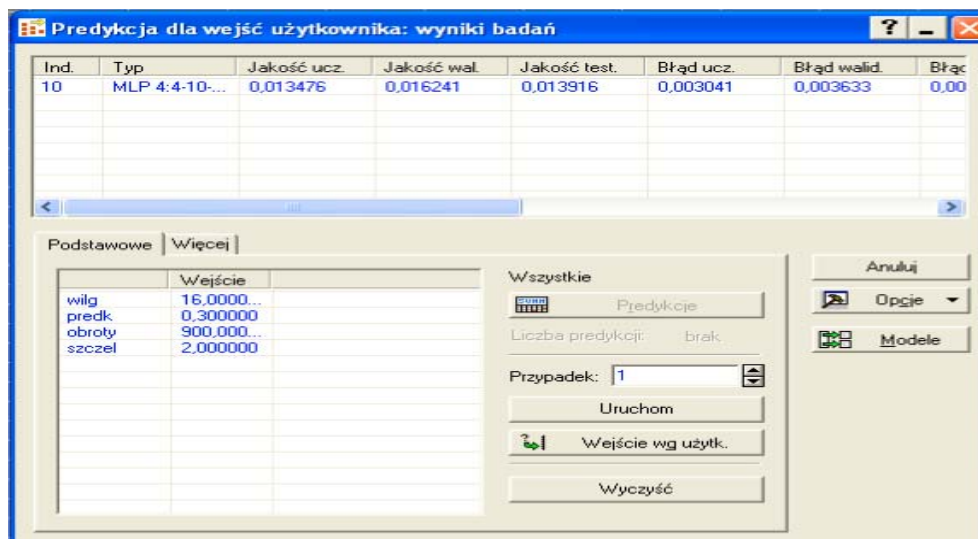 Predykcja dla wejść użytkownika: wyniki badań
Ind. Typ Jakość ucz. Jakość wal. Jakość test. Błąd ucz. Błąd walid. Błąd
10 MLP 4:4-10-... 0,013476 0,016241 0,013916 0,003041 0,003633 0,00
Podstawowe Więcej
Wejście
wilg 16,0000...
predk 0,300000
obroty 900,000...
szczel 2,000000
Wszystkie
Predykcje
Liczba predykcji: brak
Przypadek: 1
Uruchom
Wejście wg użytk.
Wyczyść
Anuluj
Opcje
Modele